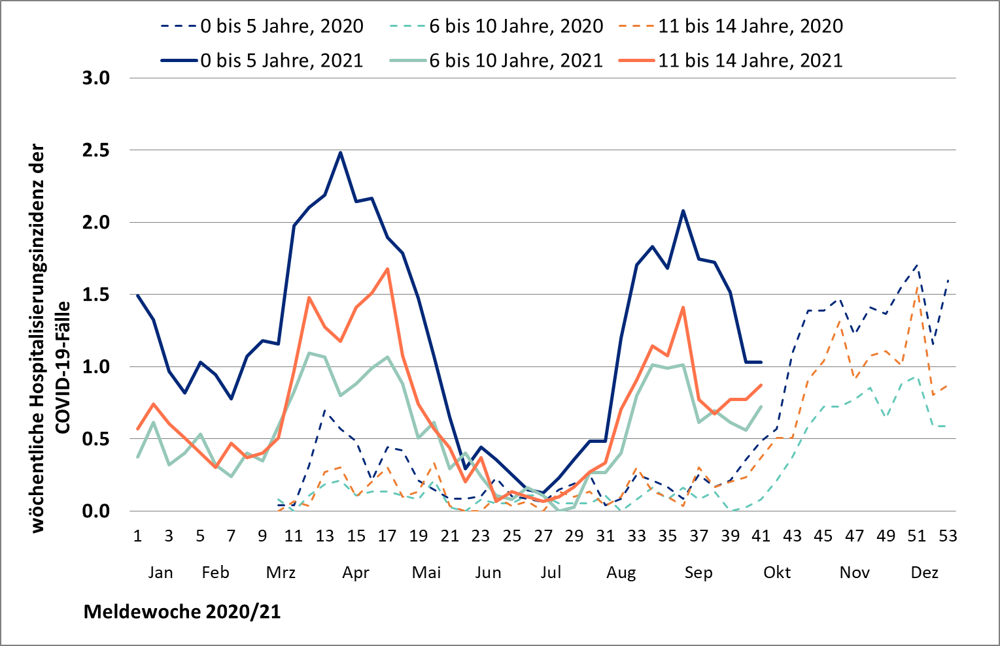 0 bis 5 Jahre, 2020 6 bis 10 Jahre, 2020 11 bis 14 Jahre, 2020
0 bis 5 Jahre, 2021 6 bis 10 Jahre, 2021 11 bis 14 Jahre, 2021
wöchentliche Hospitalisierungsinzidenz der
COVID-19-Fälle
3.0
2.5
2.0
1.5
1.0
0.5
0.0
1 3 5 7 9 11 13 15 17 19 21 23 25 27 29 31 33 35 37 39 41 43 45 47 49 51 53
Jan Feb Mrz Apr Mai Jun Jul Aug Sep Okt Nov Dez
Meldewoche 2020/21